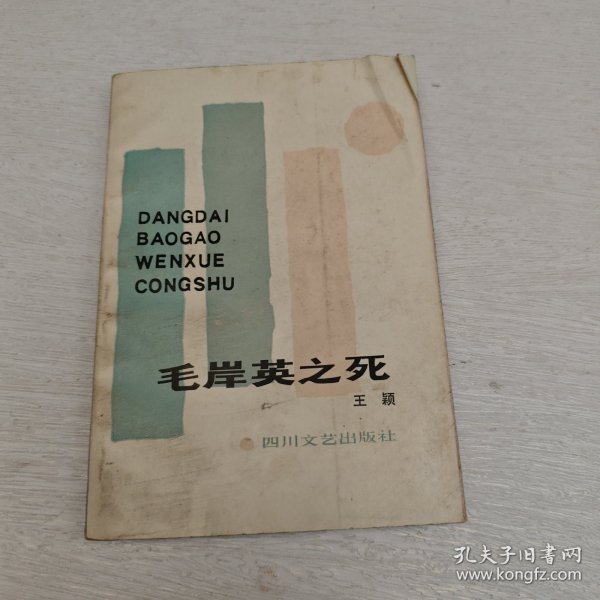 DANGDAI
BAOGAO
WENXUE
CONGSHU
毛岸英之死
王颖
四川文艺出版社
孔夫子旧书网
www.kongfz.com